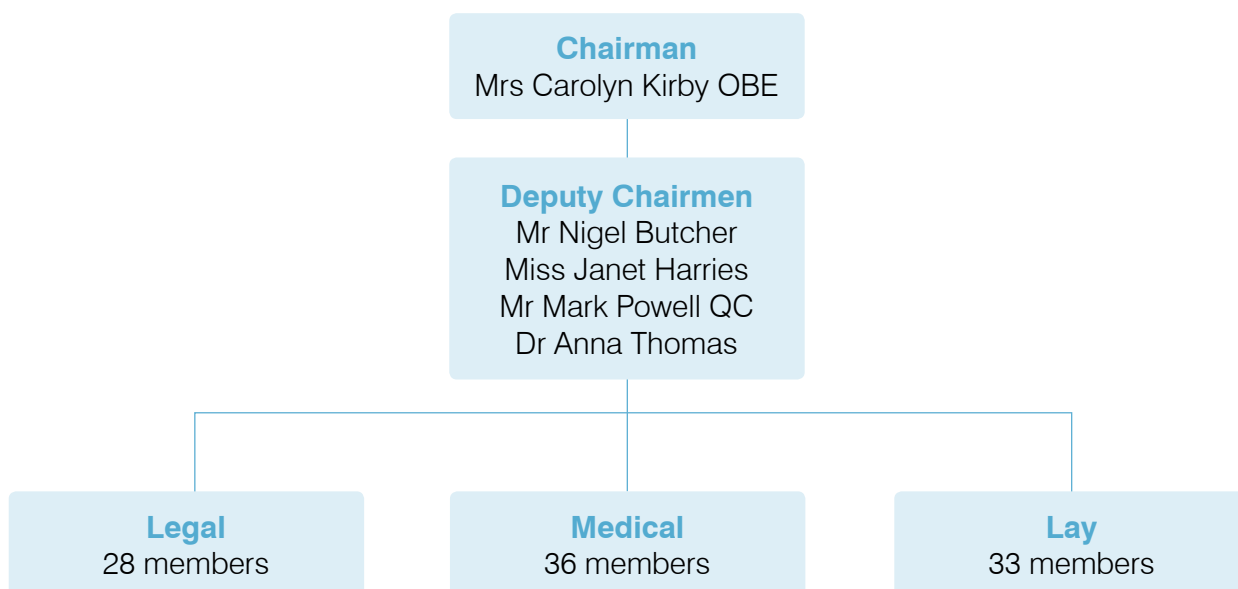 Chairman
Mrs Carolyn Kirby OBE
Deputy Chairmen
Mr Nigel Butcher
Miss Janet Harries
Mr Mark Powell QC
Dr Anna Thomas
Legal
28 members
Medical
36 members
Lay
33 members